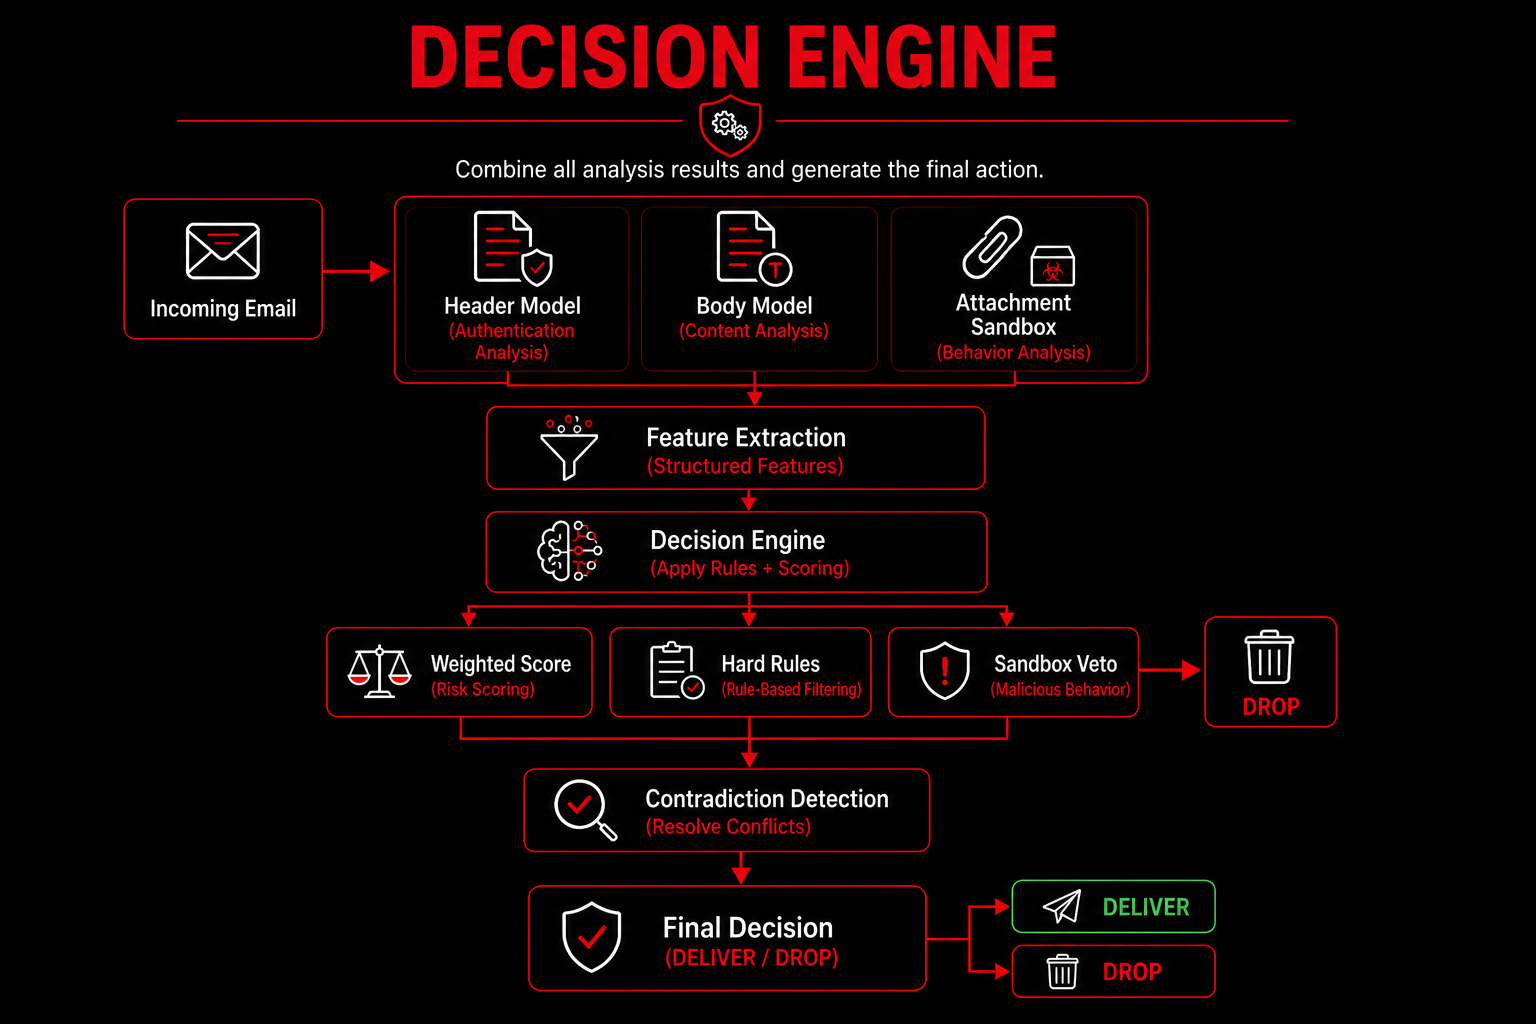 DECISION ENGINE
Combine all analysis results and generate the final action.
Incoming Email
Header Model
(Authentication
Analysis)
T
Body Model
(Content Analysis)
Attachment
Sandbox
(Behavior Analysis)
Feature Extraction
(Structured Features)
Decision Engine
(Apply Rules + Scoring)
Weighted Score
(Risk Scoring)
Hard Rules
(Rule-Based Filtering)
Sandbox Veto
(Malicious Behavior)
DROP
Contradiction Detection
(Resolve Conflicts)
Final Decision
(DELIVER / DROP)
DELIVER
DROP